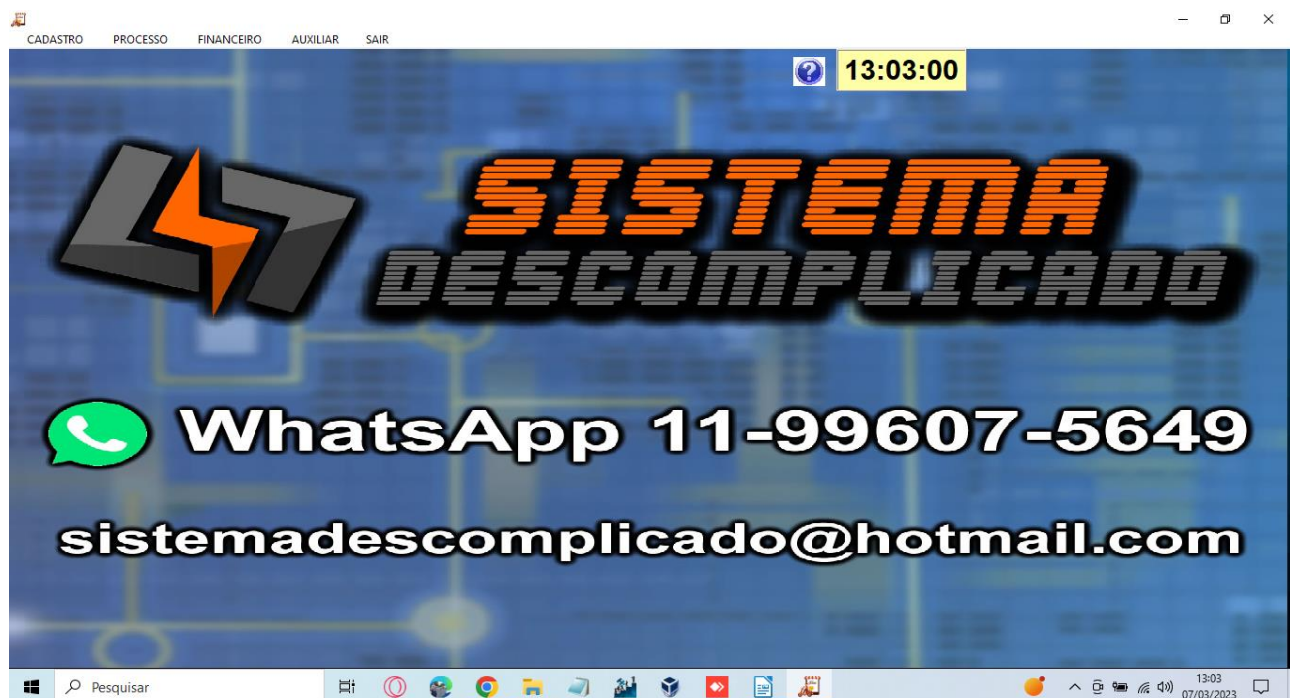 CADASTRO PROCESSO FINANCEIRO AUXILIAR SAIR
13:03:00
SISTEMA
DESCOMPLICADO
WhatsApp 11-99607-5649
sistemadescomplicado@hotmail.com
Pesquisar
13:03
07/03/2023